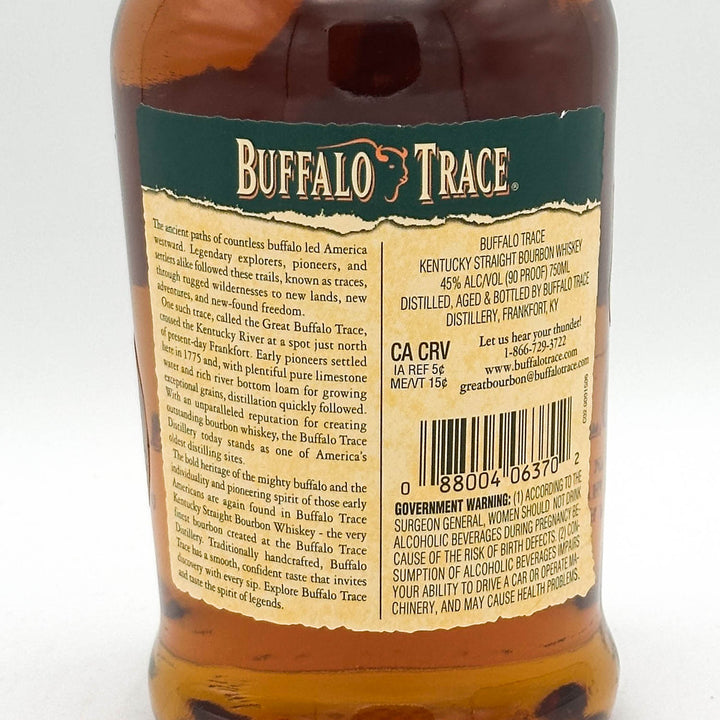 BUFFALO TRACE®
The ancient paths of countless buffalo led America
westward. Legendary explorers, pioneers, and
settlers alike followed these trails, known as traces,
through rugged wildernesses to new lands, new
adventures, and new-found freedom.
One such trace, called the Great Buffalo Trace,
crossed the Kentucky River at a spot just north
of present-day Frankfort. Early pioneers settled
here in 1775 and, with plentiful pure limestone
water and rich river bottom loam for growing
exceptional grains, distillation quickly followed.
With an unparalleled reputation for creating
outstanding bourbon whiskey, the Buffalo Trace
Distillery today stands as one of America's
oldest distilling sites.
The bold heritage of the mighty buffalo and the
individuality and pioneering spirit of those early
Americans are again found in Buffalo Trace
Kentucky Straight Bourbon Whiskey - the very
finest bourbon created at the Buffalo Trace
Distillery. Traditionally handcrafted, Buffalo
Trace has a smooth, confident taste that invites
discovery with every sip. Explore Buffalo Trace
and taste the spirit of legends.
BUFFALO TRACE
KENTUCKY STRAIGHT BOURBON WHISKEY
45% ALC/VOL (90 PROOF) 750ML
DISTILLED, AGED & BOTTLED BY BUFFALO TRACE
DISTILLERY, FRANKFORT, KY
CA CRV
IA REF 5¢
ME/VT 15¢
Let us hear your thunder!
1-866-729-3722
www.buffalotrace.com
greatbourbon@buffalotrace.com
0 88004 06370 2
GOVERNMENT WARNING: (1) ACCORDING TO THE
SURGEON GENERAL, WOMEN SHOULD NOT DRINK
ALCOHOLIC BEVERAGES DURING PREGNANCY BE-
CAUSE OF THE RISK OF BIRTH DEFECTS. (2) CON-
SUMPTION OF ALCOHOLIC BEVERAGES IMPAIRS
YOUR ABILITY TO DRIVE A CAR OR OPERATE MA-
CHINERY, AND MAY CAUSE HEALTH PROBLEMS.